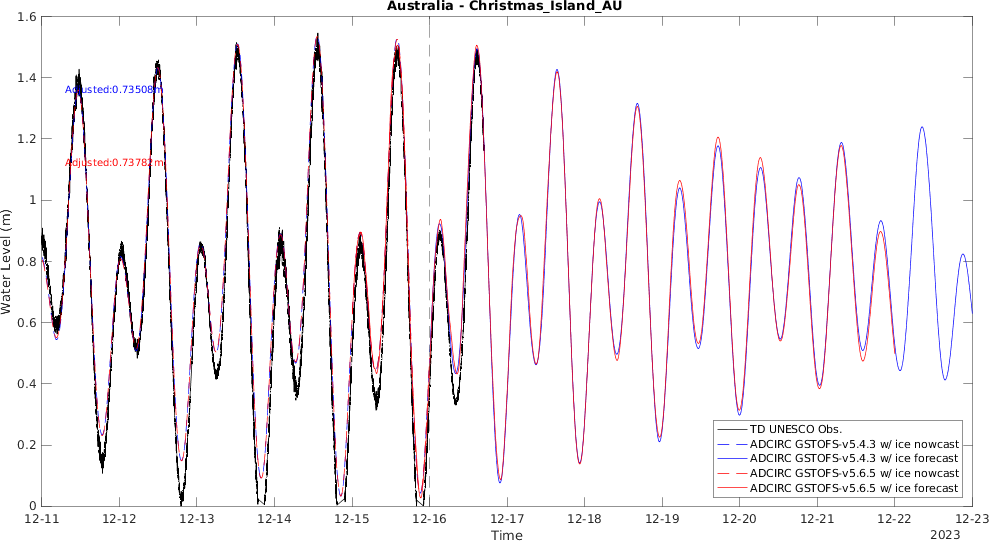 Australia - Christmas_Island_AU
1.6
1.4
1.2
1
0.8
0.6
0.4
0.2
0
Water Level (m)
Adjusted:0.73508m
Adjusted:0.73782m
TD UNESCO Obs.
ADCIRC GSTOFS-v5.4.3 w/ ice nowcast
ADCIRC GSTOFS-v5.4.3 w/ ice forecast
ADCIRC GSTOFS-v5.6.5 w/ ice nowcast
ADCIRC GSTOFS-v5.6.5 w/ ice forecast
12-11 12-12 12-13 12-14 12-15 12-16 12-17 12-18 12-19 12-20 12-21 12-22 12-23
Time
2023